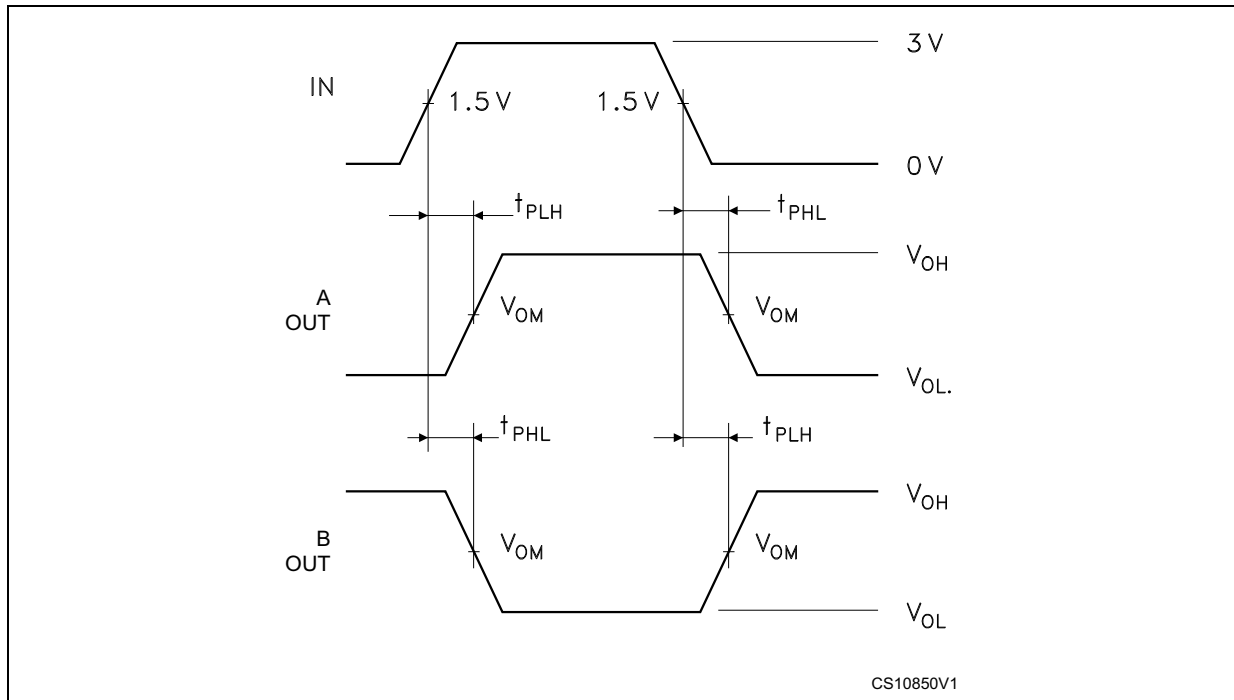 3 V
IN
1.5 V
1.5 V
0 V
tPLH
tPHL
VOH
A
OUT
VOM
VOM
VOL.
tPHL
tPLH
VOH
B
OUT
VOM
VOM
VOL
CS10850V1